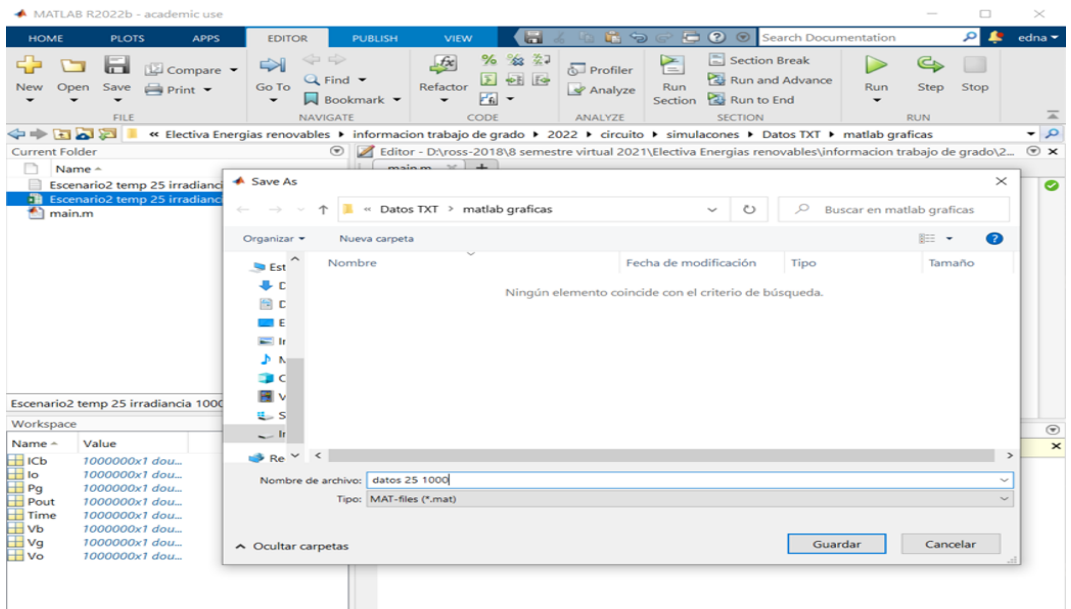 MATLAB R2022b - academic use
HOME PLOTS APPS EDITOR PUBLISH VIEW Search Documentation edna
New Open Save Compare Print
FILE
Go To Find Bookmark
NAVIGATE
Refactor
CODE
Profiler Analyze
ANALYZE
Run Section Section Break Run and Advance Run to End
SECTION
Run Step Stop
RUN
« Electiva Energias renovables informacion trabajo de grado 2022 circuito simulacones Datos TXT matlab graficas
Current Folder
Editor - D:\ross-2018\8 semestre virtual 2021\Electiva Energias renovables\informacion trabajo de grado\2...
Name
main.m
Escenario2 temp 25 irradianci
Escenario2 temp 25 irradianc
main.m
Save As
« Datos TXT > matlab graficas
Buscar en matlab graficas
Organizar Nueva carpeta
Nombre Fecha de modificación Tipo Tamaño
Ningún elemento coincide con el criterio de búsqueda.
Est
D
D
E
Ir
M
C
V
S
Ir
Re
Nombre de archivo: datos 25 1000
Tipo: MAT-files (*.mat)
Ocultar carpetas
Guardar Cancelar
Escenario2 temp 25 irradiancia 1000
Workspace
Name Value
ICb 1000000x1 dou...
Io 1000000x1 dou...
Pg 1000000x1 dou...
Pout 1000000x1 dou...
Time 1000000x1 dou...
Vb 1000000x1 dou...
Vg 1000000x1 dou...
Vo 1000000x1 dou...